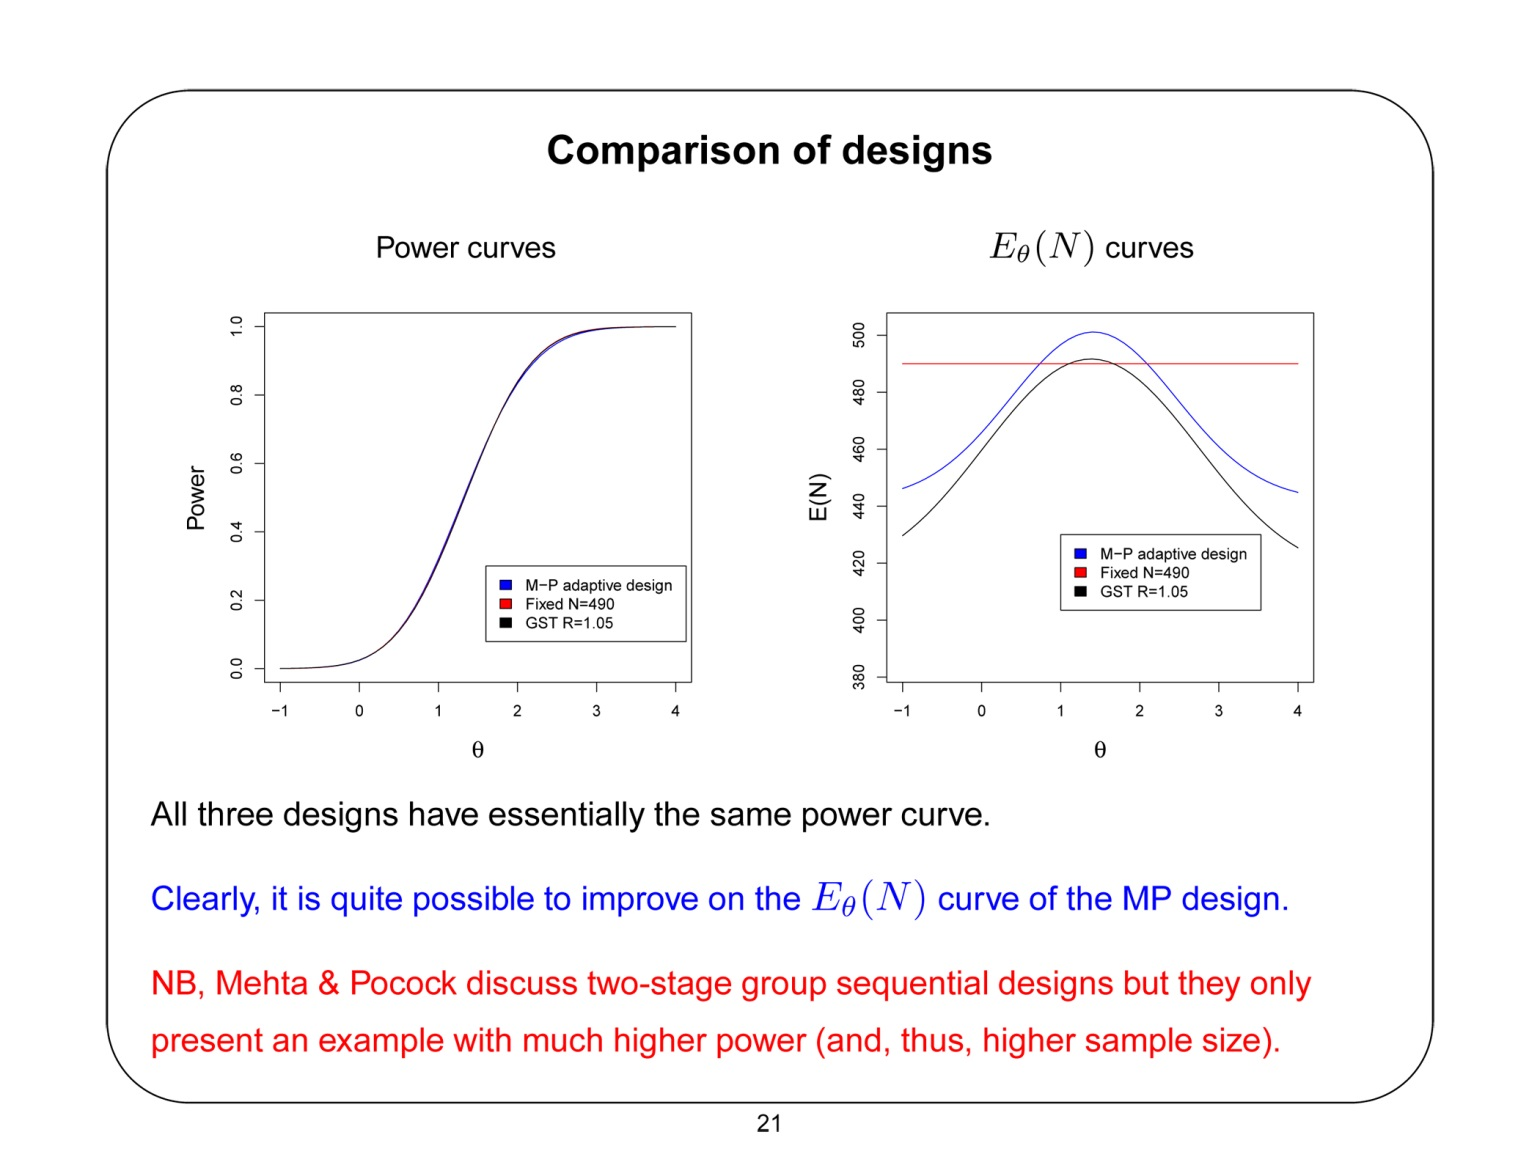 Comparison of designs
Power curves
Eθ(N) curves
1.0
0.8
0.6
0.4
0.2
0.0
Power
M−P adaptive design
Fixed N=490
GST R=1.05
−1 0 1 2 3 4
θ
500
480
460
440
420
400
380
E(N)
M−P adaptive design
Fixed N=490
GST R=1.05
−1 0 1 2 3 4
θ
All three designs have essentially the same power curve.
Clearly, it is quite possible to improve on the Eθ(N) curve of the MP design.
NB, Mehta & Pocock discuss two-stage group sequential designs but they only
present an example with much higher power (and, thus, higher sample size).
21